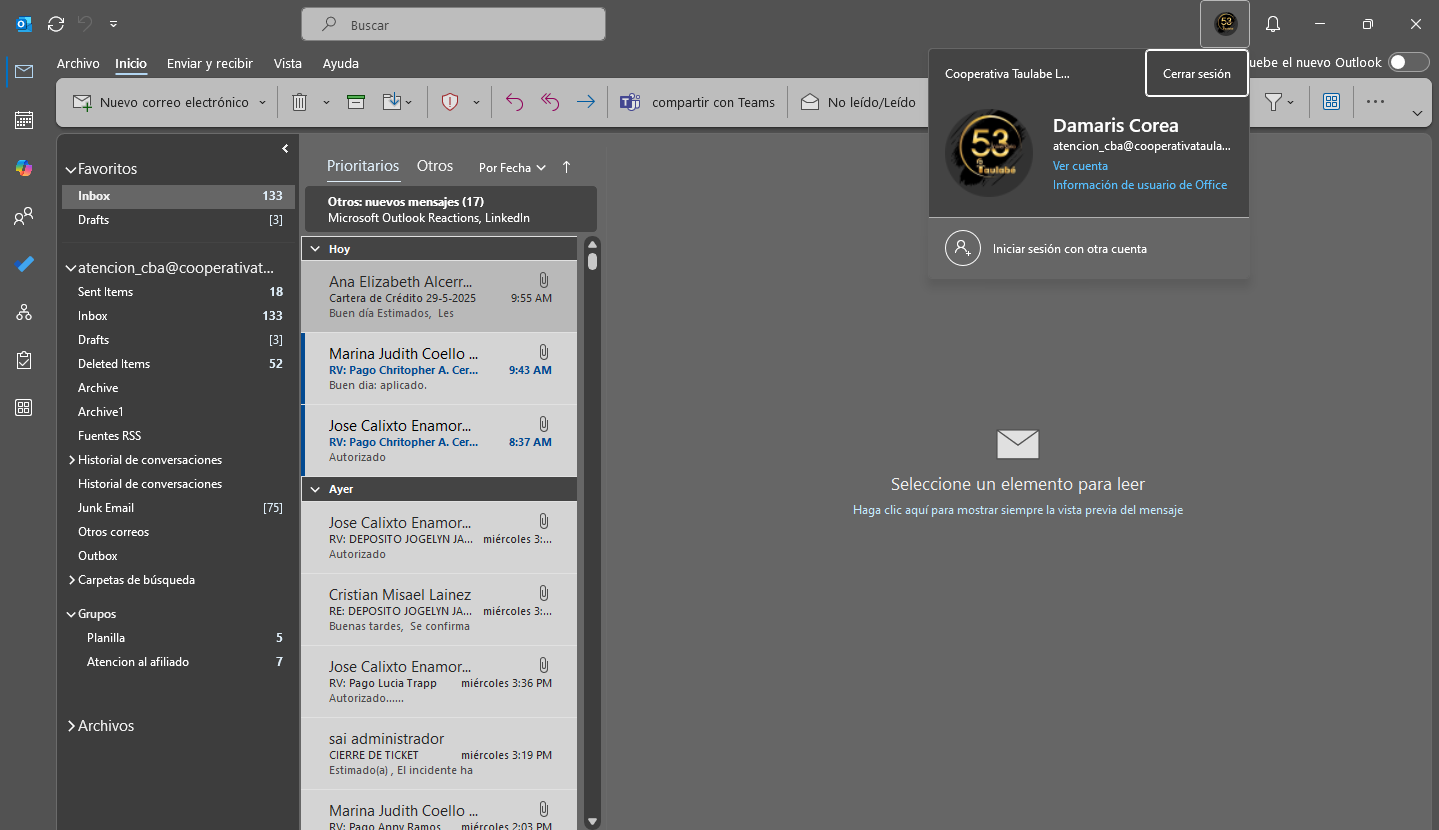 Buscar
Archivo Inicio Enviar y recibir Vista Ayuda
uebe el nuevo Outlook
Nuevo correo electrónico
compartir con Teams
No leído/Leído
Cooperativa Taulabe L...
Cerrar sesión
53
Taulabé
Damaris Corea
atencion_cba@cooperativataula...
Ver cuenta
Información de usuario de Office
Iniciar sesión con otra cuenta
Favoritos
Inbox 133
Drafts [3]
atencion_cba@cooperativat...
Sent Items 18
Inbox 133
Drafts [3]
Deleted Items 52
Archive
Archive1
Fuentes RSS
Historial de conversaciones
Historial de conversaciones
Junk Email [75]
Otros correos
Outbox
Carpetas de búsqueda
Grupos
Planilla 5
Atencion al afiliado 7
Archivos
Prioritarios Otros Por Fecha
Otros: nuevos mensajes (17)
Microsoft Outlook Reactions, LinkedIn
Hoy
Ana Elizabeth Alcerr...
Cartera de Crédito 29-5-2025 9:55 AM
Buen día Estimados, Les
Marina Judith Coello ...
RV: Pago Chritopher A. Cer... 9:43 AM
Buen dia: aplicado.
Jose Calixto Enamor...
RV: Pago Chritopher A. Cer... 8:37 AM
Autorizado
Ayer
Jose Calixto Enamor...
RV: DEPOSITO JOGELYN JA... miércoles 3:...
Autorizado
Cristian Misael Lainez
RE: DEPOSITO JOGELYN JA... miércoles 3:...
Buenas tardes, Se confirma
Jose Calixto Enamor...
RV: Pago Lucia Trapp miércoles 3:36 PM
Autorizado......
sai administrador
CIERRE DE TICKET miércoles 3:19 PM
Estimado(a) , El incidente ha
Marina Judith Coello ...
RV: Pago Anny Ramos miércoles 2:03 PM
Seleccione un elemento para leer
Haga clic aquí para mostrar siempre la vista previa del mensaje